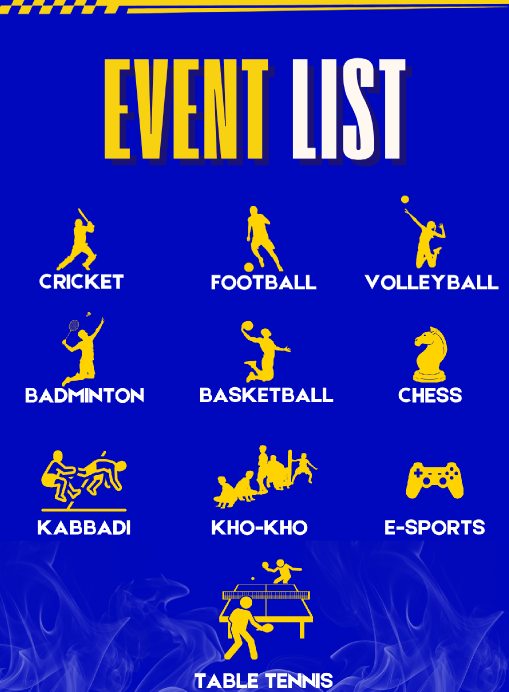 EVENT LIST
CRICKET
FOOTBALL
VOLLEYBALL
BADMINTON
BASKETBALL
CHESS
KABBADI
KHO-KHO
E-SPORTS
TABLE TENNIS